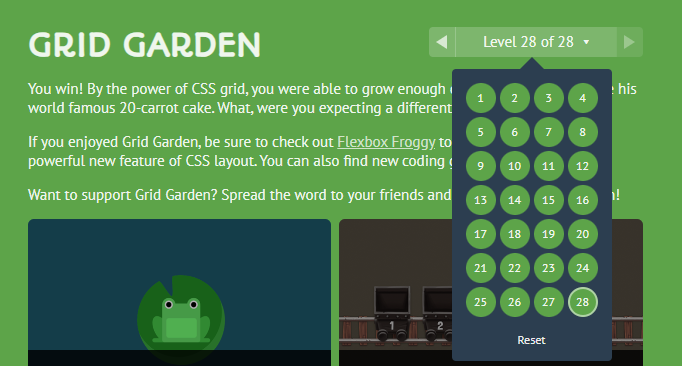 GRID GARDEN
Level 28 of 28
You win! By the power of CSS grid, you were able to grow enough his
world famous 20-carrot cake. What, were you expecting a different
If you enjoyed Grid Garden, be sure to check out Flexbox Froggy to
powerful new feature of CSS layout. You can also find new coding
Want to support Grid Garden? Spread the word to your friends and
1 2 3 4
5 6 7 8
9 10 11 12
13 14 15 16
17 18 19 20
21 22 23 24
25 26 27 28
Reset
1 2